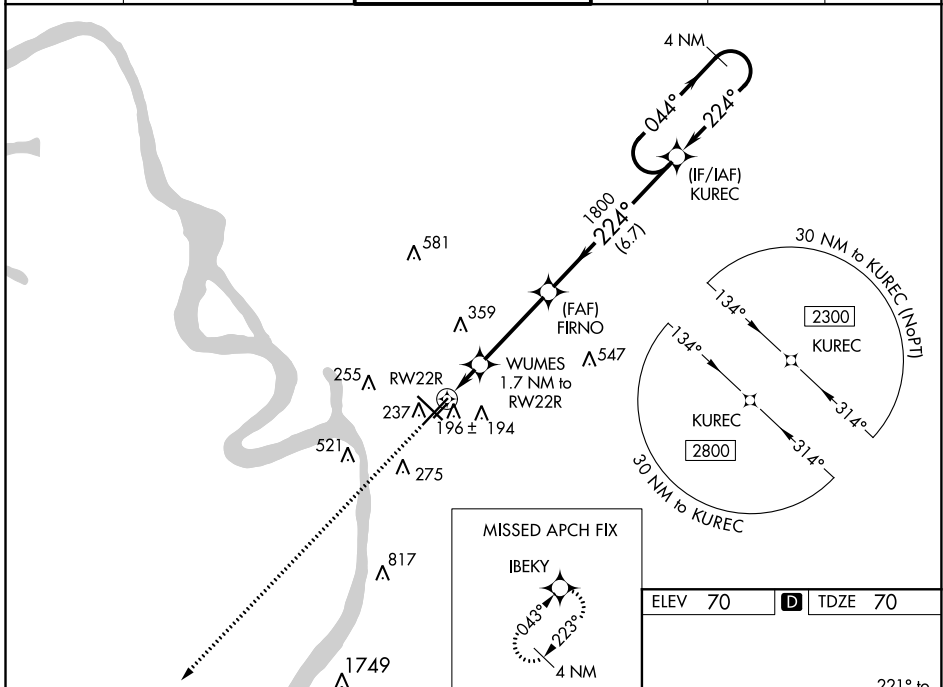 4 NM
044°
224°
(IF/IAF)
KUREC
1800
224°
(6.7)
581
30 NM to KUREC (NoPT)
134°
2300
KUREC
314°
(FAF)
FIRNO
359
134°
547
WUMES
1.7 NM to
RW22R
255
RW22R
237
196 ±
194
KUREC
2800
314°
30 NM to KUREC
521
275
MISSED APCH FIX
IBEKY
043°
223°
4 NM
817
ELEV 70
D
TDZE 70
1749
221° to